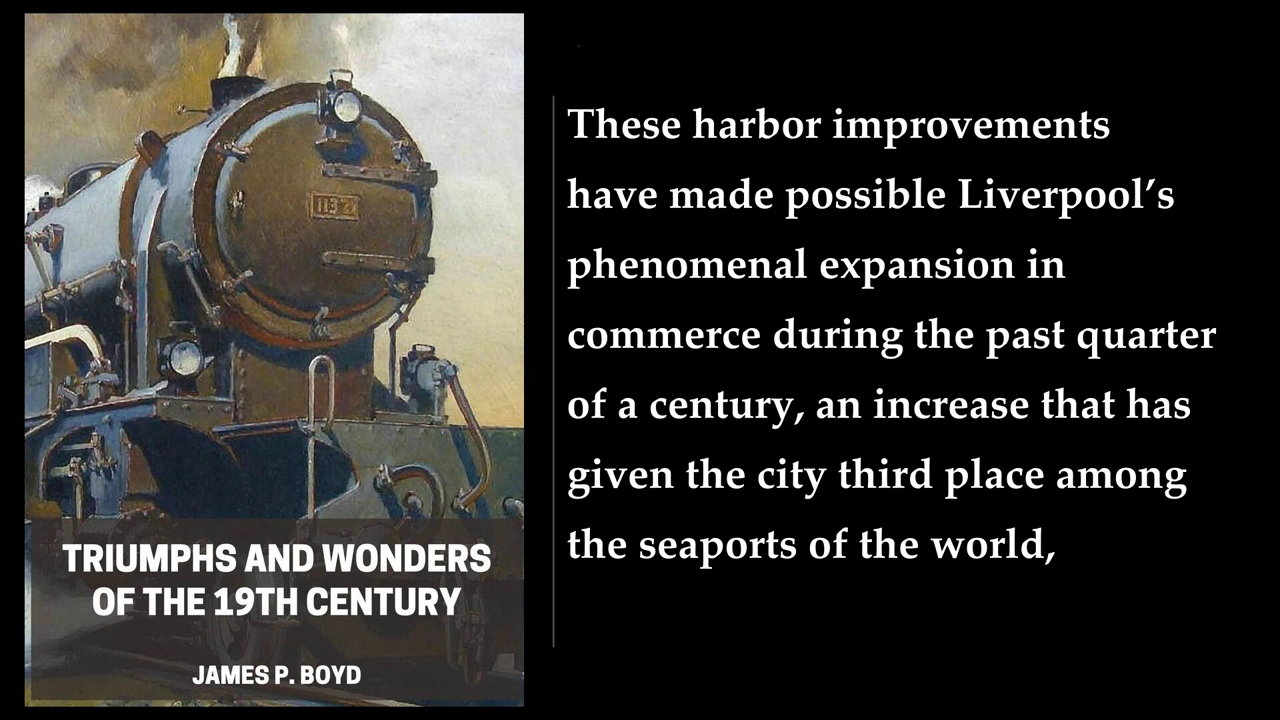 TRIUMPHS AND WONDERS
OF THE 19TH CENTURY
JAMES P. BOYD
These harbor improvements
have made possible Liverpool’s
phenomenal expansion in
commerce during the past quarter
of a century, an increase that has
given the city third place among
the seaports of the world,